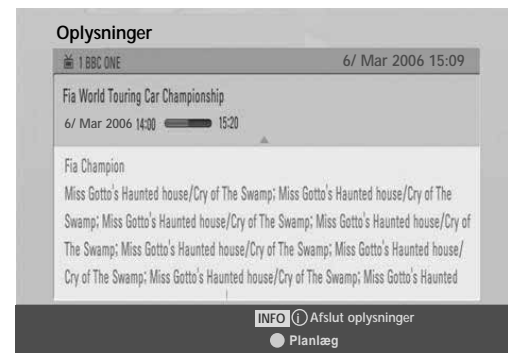 Oplysninger
1 BBC ONE 6/ Mar 2006 15:09
Fia World Touring Car Championship
6/ Mar 2006 14:00 15:20
Fia Champion
Miss Gotto's Haunted house/Cry of The Swamp; Miss Gotto's Haunted house/Cry of The
Swamp; Miss Gotto's Haunted house/Cry of The Swamp; Miss Gotto's Haunted house/Cry of
The Swamp; Miss Gotto's Haunted house/Cry of The Swamp; Miss Gotto's Haunted house/
Cry of The Swamp; Miss Gotto's Haunted house/Cry of The Swamp; Miss Gotto's Haunted
INFO i Afslut oplysninger
Planlæg